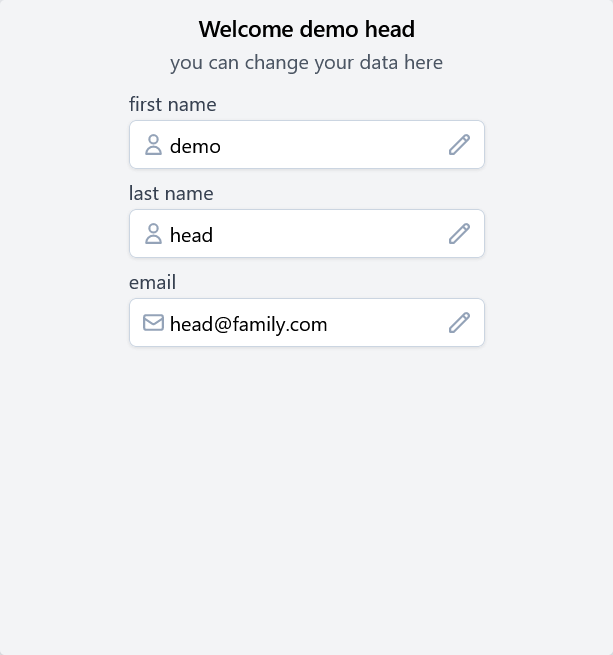 Welcome demo head
you can change your data here
first name
demo
last name
head
email
head@family.com